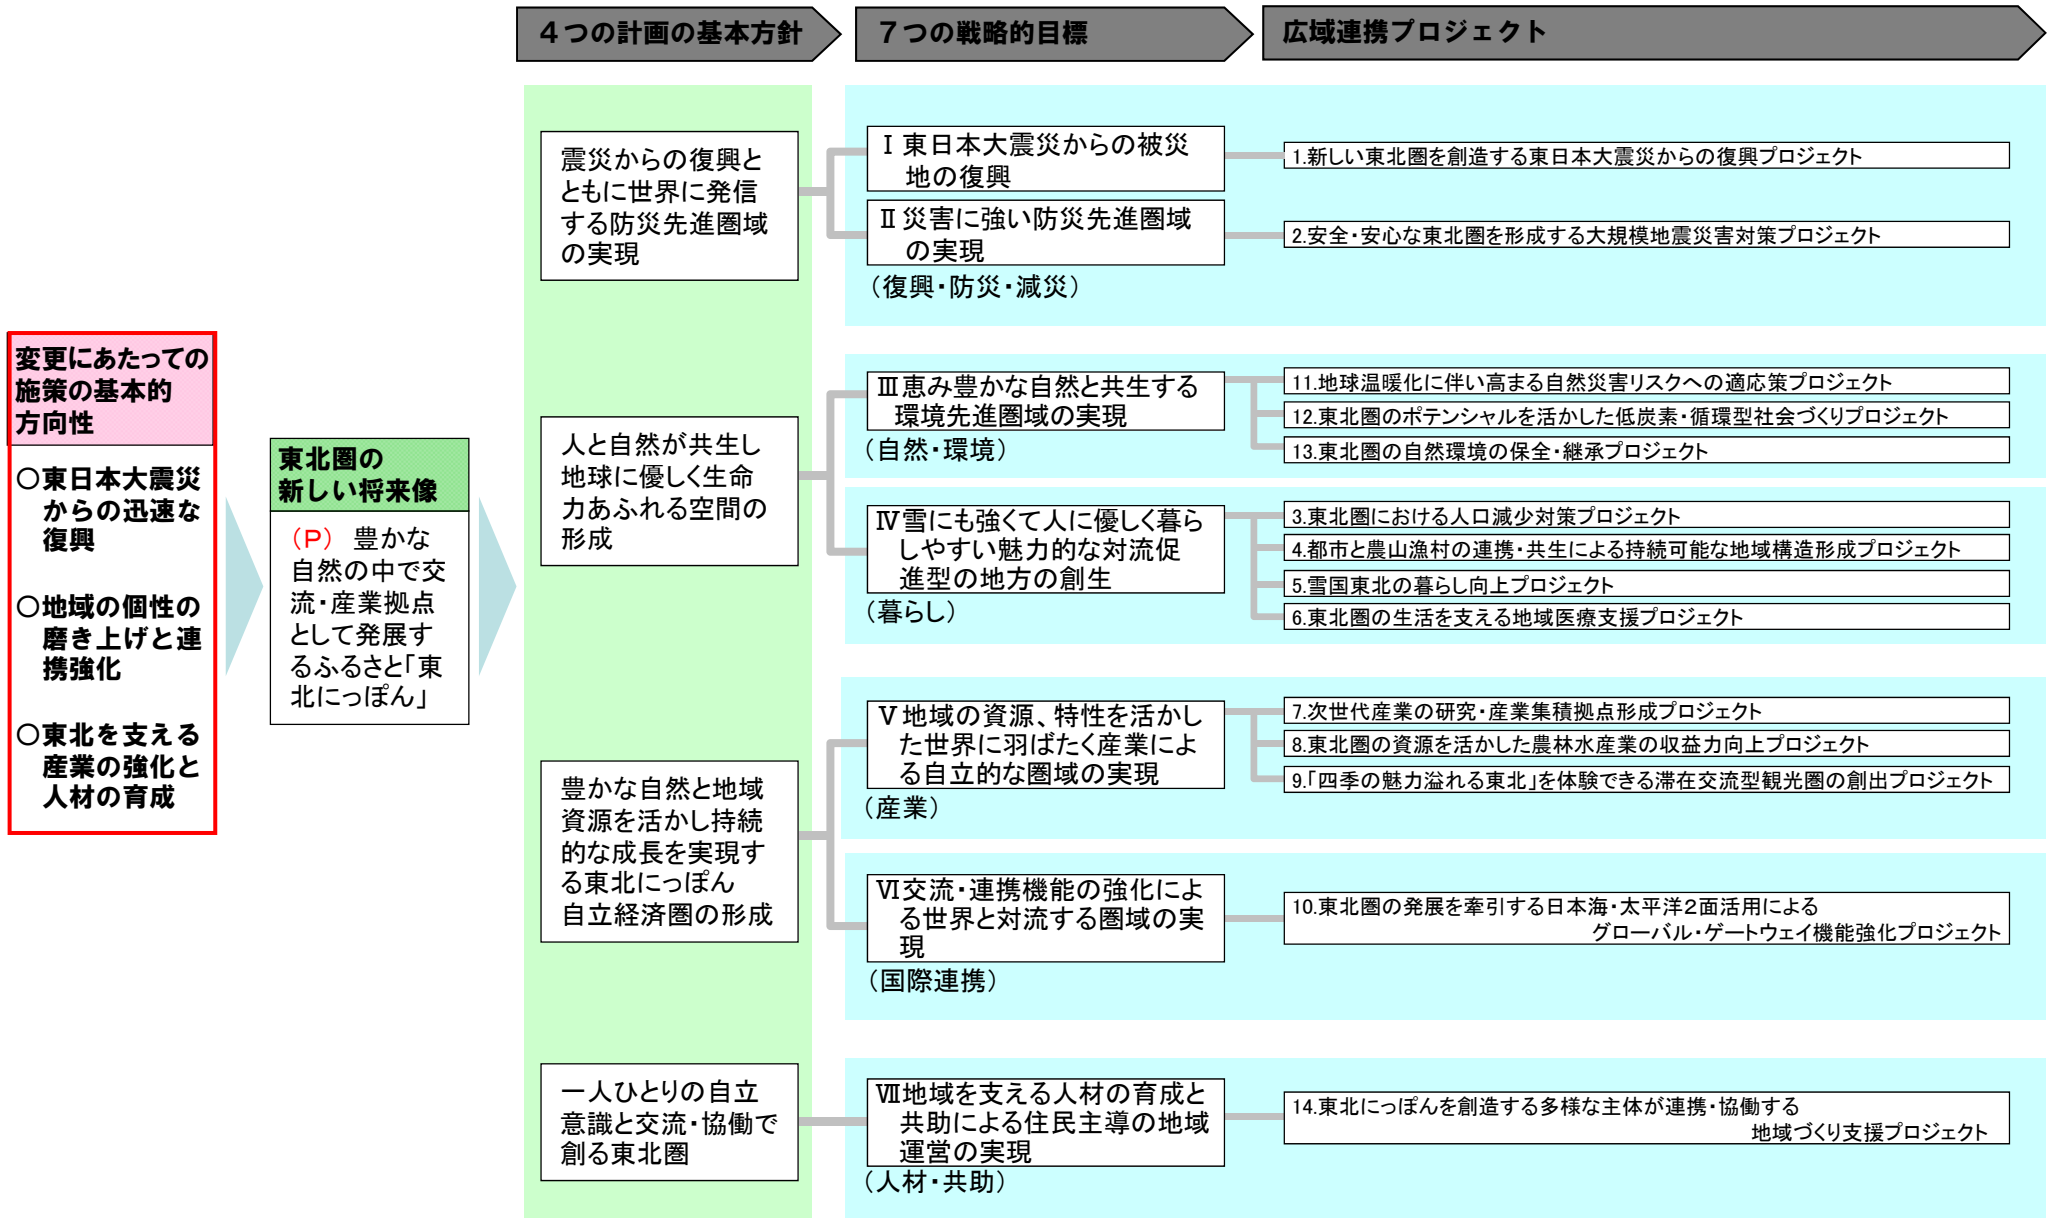 ４つの計画の基本方針
７つの戦略的目標
広域連携プロジェクト
変更にあたっての
施策の基本的
方向性
○東日本大震災
からの迅速な
復興
○地域の個性の
磨き上げと連
携強化
○東北を支える
産業の強化と
人材の育成
東北圏の
新しい将来像
（P） 豊かな
自然の中で交
流・産業拠点
として発展す
るふるさと「東
北にっぽん」
震災からの復興と
ともに世界に発信
する防災先進圏域
の実現
Ⅰ 東日本大震災からの被災
地の復興
1.新しい東北圏を創造する東日本大震災からの復興プロジェクト
Ⅱ 災害に強い防災先進圏域
の実現
2.安全・安心な東北圏を形成する大規模地震災害対策プロジェクト
（復興・防災・減災）
人と自然が共生し
地球に優しく生命
力あふれる空間の
形成
Ⅲ恵み豊かな自然と共生する
環境先進圏域の実現
（自然・環境）
11.地球温暖化に伴い高まる自然災害リスクへの適応策プロジェクト
12.東北圏のポテンシャルを活かした低炭素・循環型社会づくりプロジェクト
13.東北圏の自然環境の保全・継承プロジェクト
Ⅳ雪にも強くて人に優しく暮ら
しやすい魅力的な対流促
進型の地方の創生
（暮らし）
3.東北圏における人口減少対策プロジェクト
4.都市と農山漁村の連携・共生による持続可能な地域構造形成プロジェクト
5.雪国東北の暮らし向上プロジェクト
6.東北圏の生活を支える地域医療支援プロジェクト
豊かな自然と地域
資源を活かし持続
的な成長を実現す
る東北にっぽん
自立経済圏の形成
Ⅴ 地域の資源、特性を活かし
た世界に羽ばたく産業によ
る自立的な圏域の実現
（産業）
7.次世代産業の研究・産業集積拠点形成プロジェクト
8.東北圏の資源を活かした農林水産業の収益力向上プロジェクト
9.「四季の魅力溢れる東北」を体験できる滞在交流型観光圏の創出プロジェクト
Ⅵ交流・連携機能の強化によ
る世界と対流する圏域の実
現
（国際連携）
10.東北圏の発展を牽引する日本海・太平洋２面活用による
グローバル・ゲートウェイ機能強化プロジェクト
一人ひとりの自立
意識と交流・協働で
創る東北圏
Ⅶ地域を支える人材の育成と
共助による住民主導の地域
運営の実現
（人材・共助）
14.東北にっぽんを創造する多様な主体が連携・協働する
地域づくり支援プロジェクト